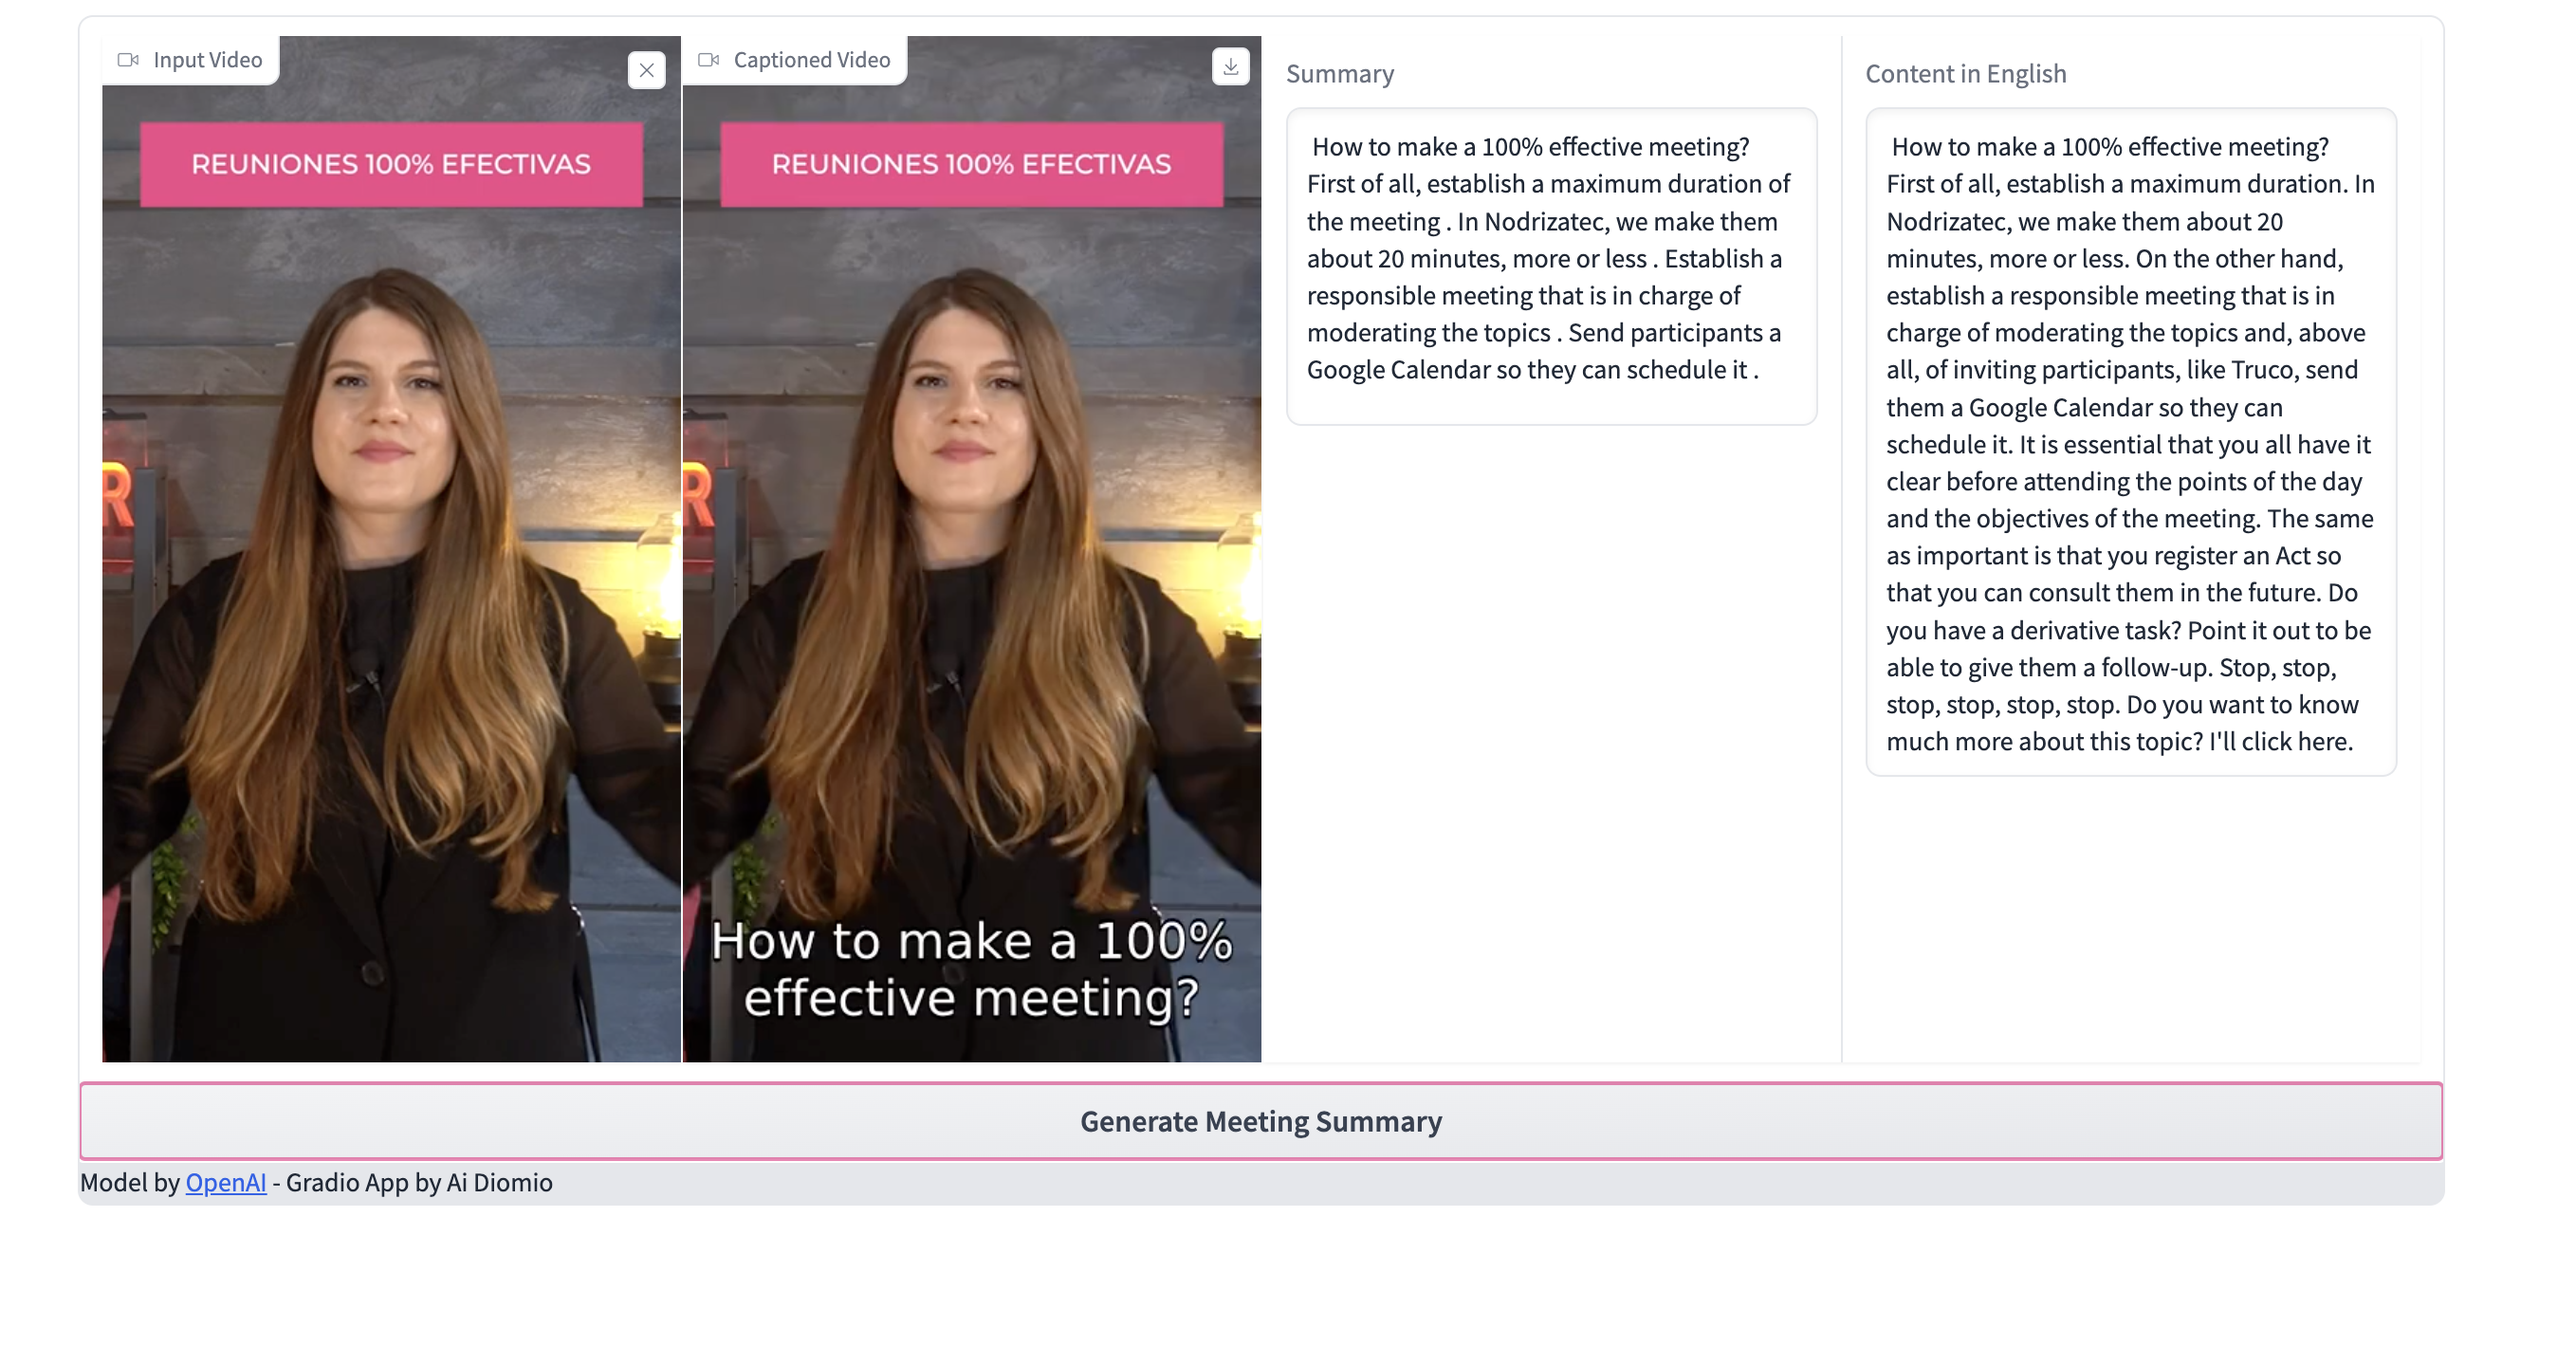 Input Video
REUNIONES 100% EFECTIVAS
R
Captioned Video
REUNIONES 100% EFECTIVAS
R
How to make a 100%
effective meeting?
Summary
How to make a 100% effective meeting?
First of all, establish a maximum duration of
the meeting . In Nodrizatec, we make them
about 20 minutes, more or less . Establish a
responsible meeting that is in charge of
moderating the topics . Send participants a
Google Calendar so they can schedule it .
Content in English
How to make a 100% effective meeting?
First of all, establish a maximum duration. In
Nodrizatec, we make them about 20
minutes, more or less. On the other hand,
establish a responsible meeting that is in
charge of moderating the topics and, above
all, of inviting participants, like Truco, send
them a Google Calendar so they can
schedule it. It is essential that you all have it
clear before attending the points of the day
and the objectives of the meeting. The same
as important is that you register an Act so
that you can consult them in the future. Do
you have a derivative task? Point it out to be
able to give them a follow-up. Stop, stop,
stop, stop, stop, stop. Do you want to know
much more about this topic? I'll click here.
Generate Meeting Summary
Model by OpenAI - Gradio App by Ai Diomio